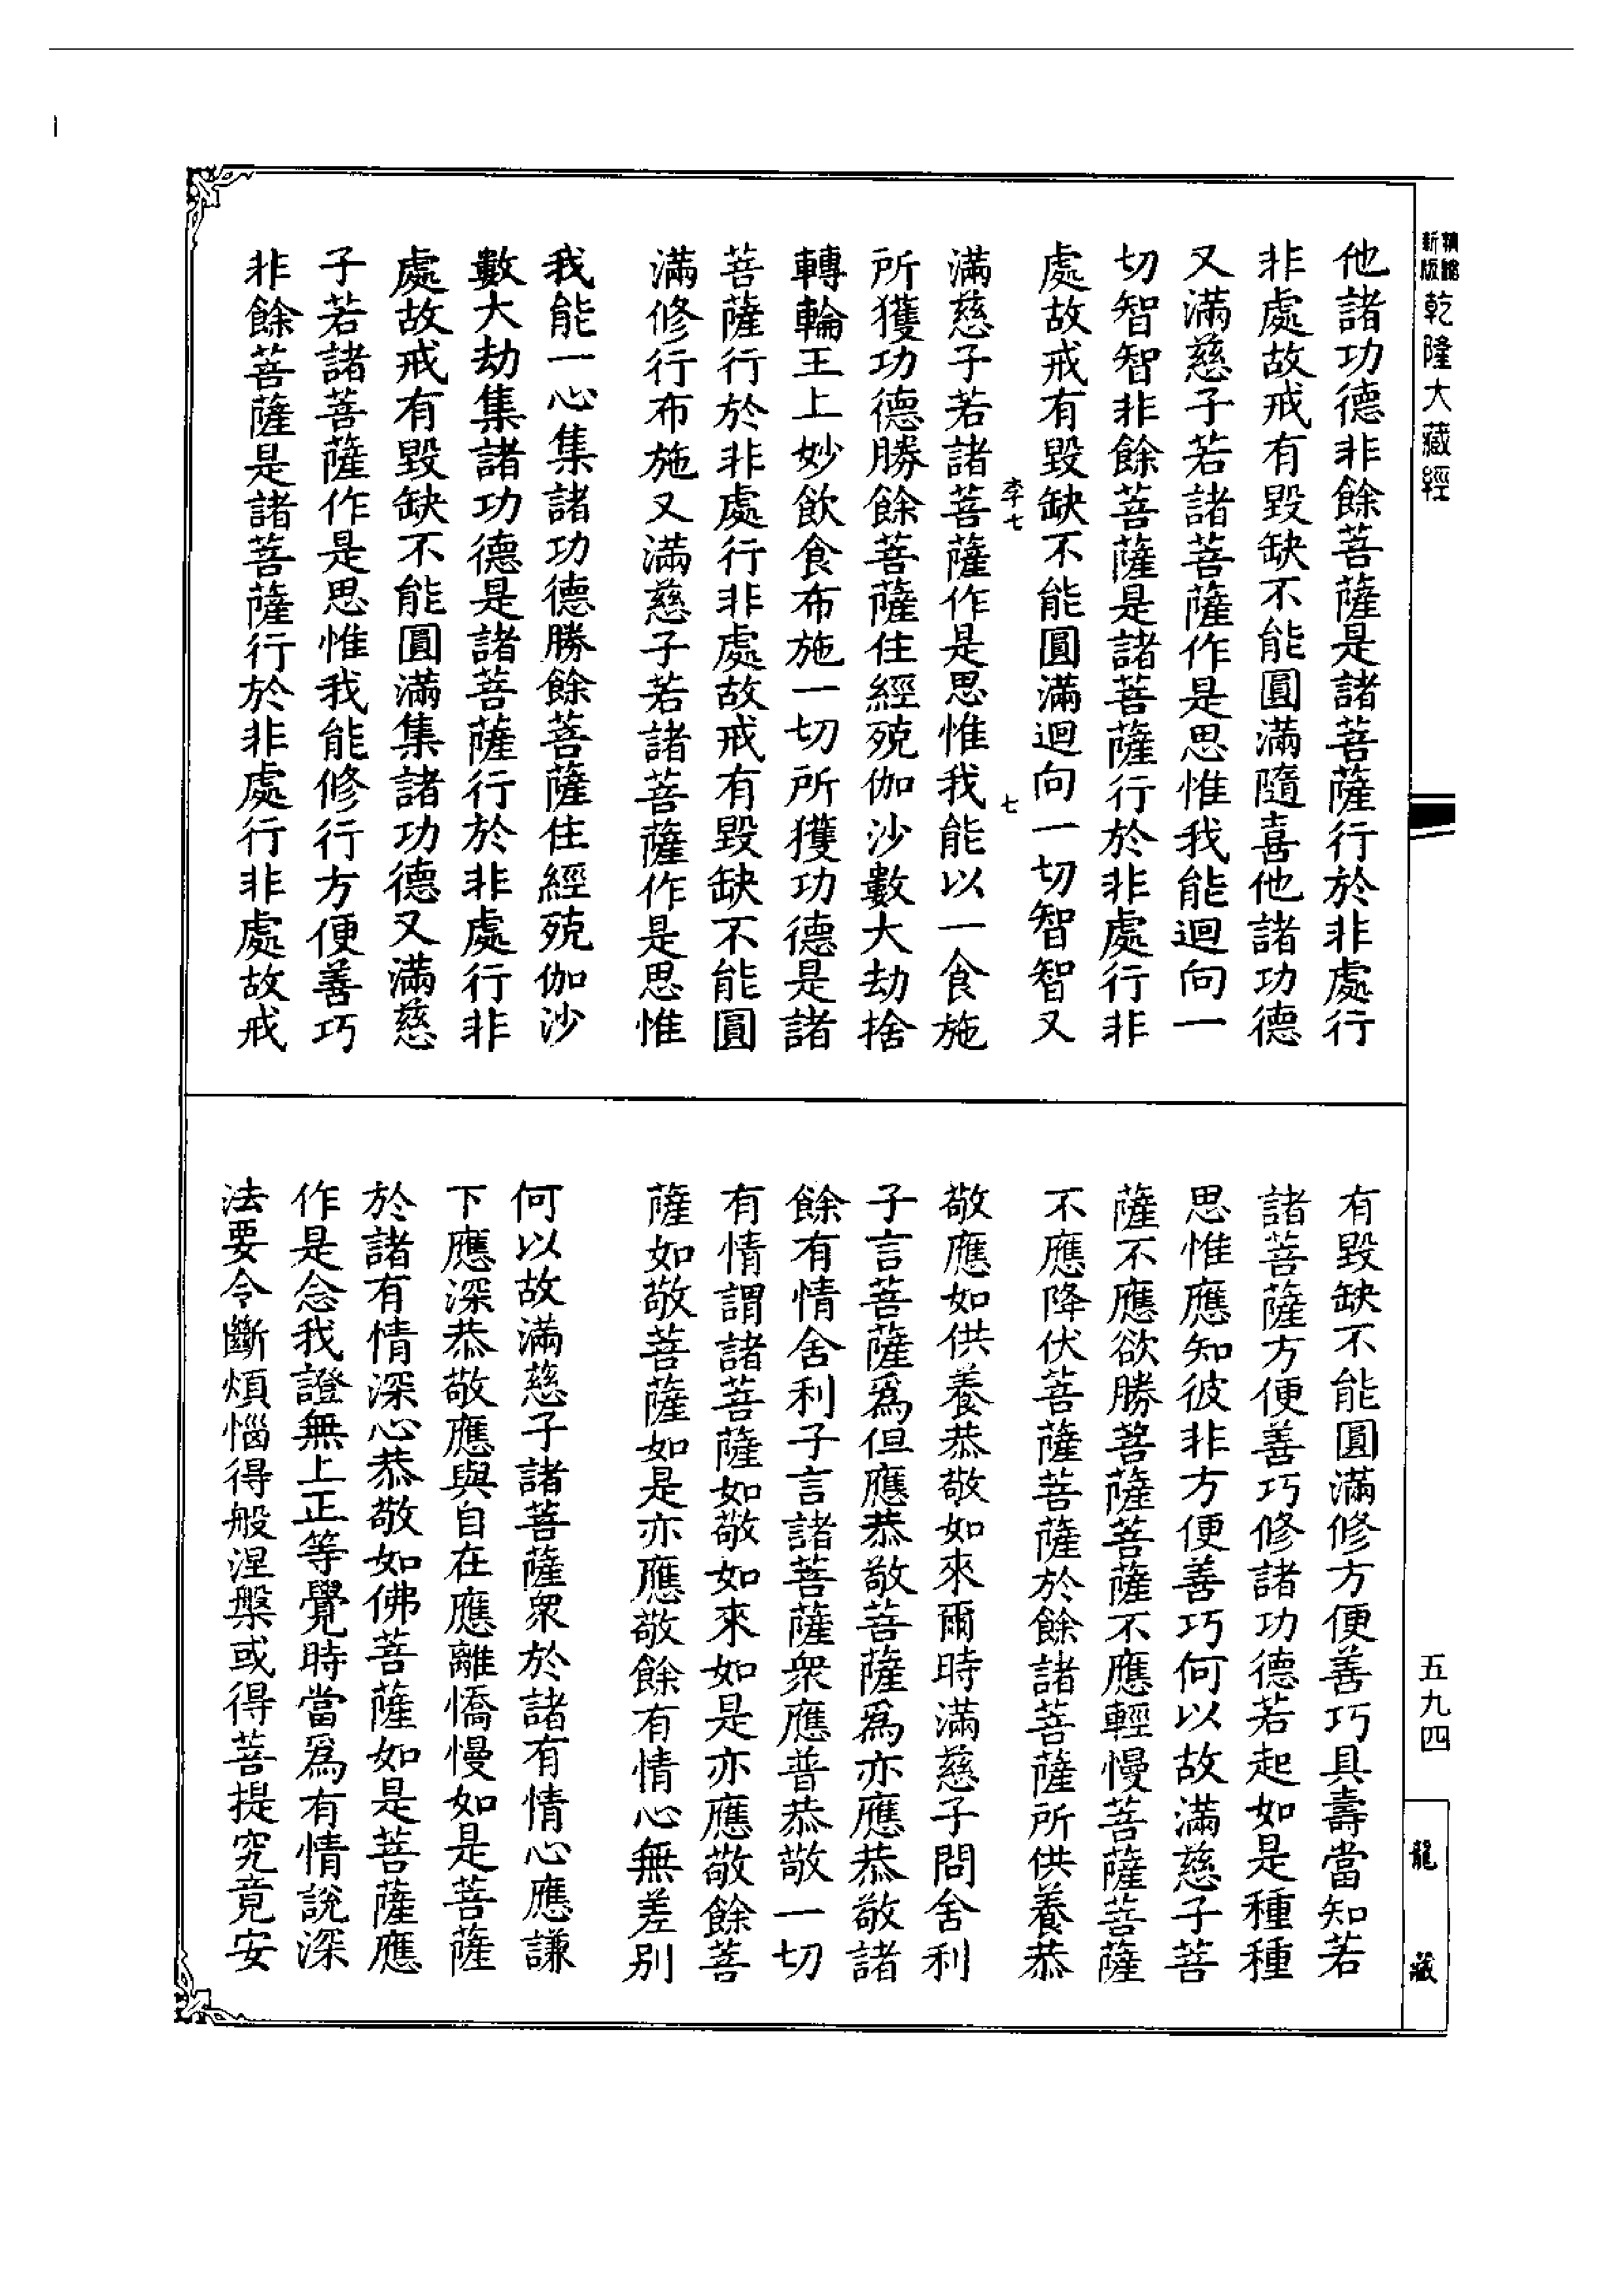 新版
乾隆大藏經
他諸功德非餘菩薩是諸菩薩行於非處行
非處故戒有毀缺不能圓滿隨喜他諸功德
又滿慈子若諸菩薩作是思惟我能迴向一
切智智非餘菩薩是諸菩薩行於非處行非
處故戒有毀缺不能圓滿迴向一切智智又
李七
七
滿慈子若諸菩薩作是思惟我能以一食施
所獲功德勝餘菩薩住經殑伽沙數大劫捨
轉輪王上妙飲食布施一切所獲功德是諸
菩薩行於非處行非處故戒有毀缺不能圓
滿修行布施又滿慈子若諸菩薩作是思惟
我能一心集諸功德勝餘菩薩住經殑伽沙
數大劫集諸功德是諸菩薩行於非處行非
處故戒有毀缺不能圓滿集諸功德又滿慈
子若諸菩薩作是思惟我能修行方便善巧
非餘菩薩是諸菩薩行於非處行非處故戒
有毀缺不能圓滿修方便善巧具壽當知若
諸菩薩方便善巧修諸功德若起如是種種
思惟應知彼非方便善巧何以故滿慈子菩
薩不應欲勝菩薩菩薩不應輕慢菩薩菩薩
不應降伏菩薩菩薩於餘諸菩薩所供養恭
敬應如供養恭敬如來爾時滿慈子問舍利
子言菩薩爲但應恭敬菩薩爲亦應恭敬諸
餘有情舍利子言諸菩薩眾應普恭敬一切
有情謂諸菩薩如敬如來如是亦應敬餘菩
薩如敬菩薩如是亦應敬餘有情心無差別
何以故滿慈子諸菩薩眾於諸有情心應謙
下應深恭敬應與自在應離憍慢如是菩薩
於諸有情深心恭敬如佛菩薩如是菩薩應
作是念我證無上正等覺時當爲有情說深
法要令斷煩惱得般涅槃或得菩提究竟安
五九四
龍藏